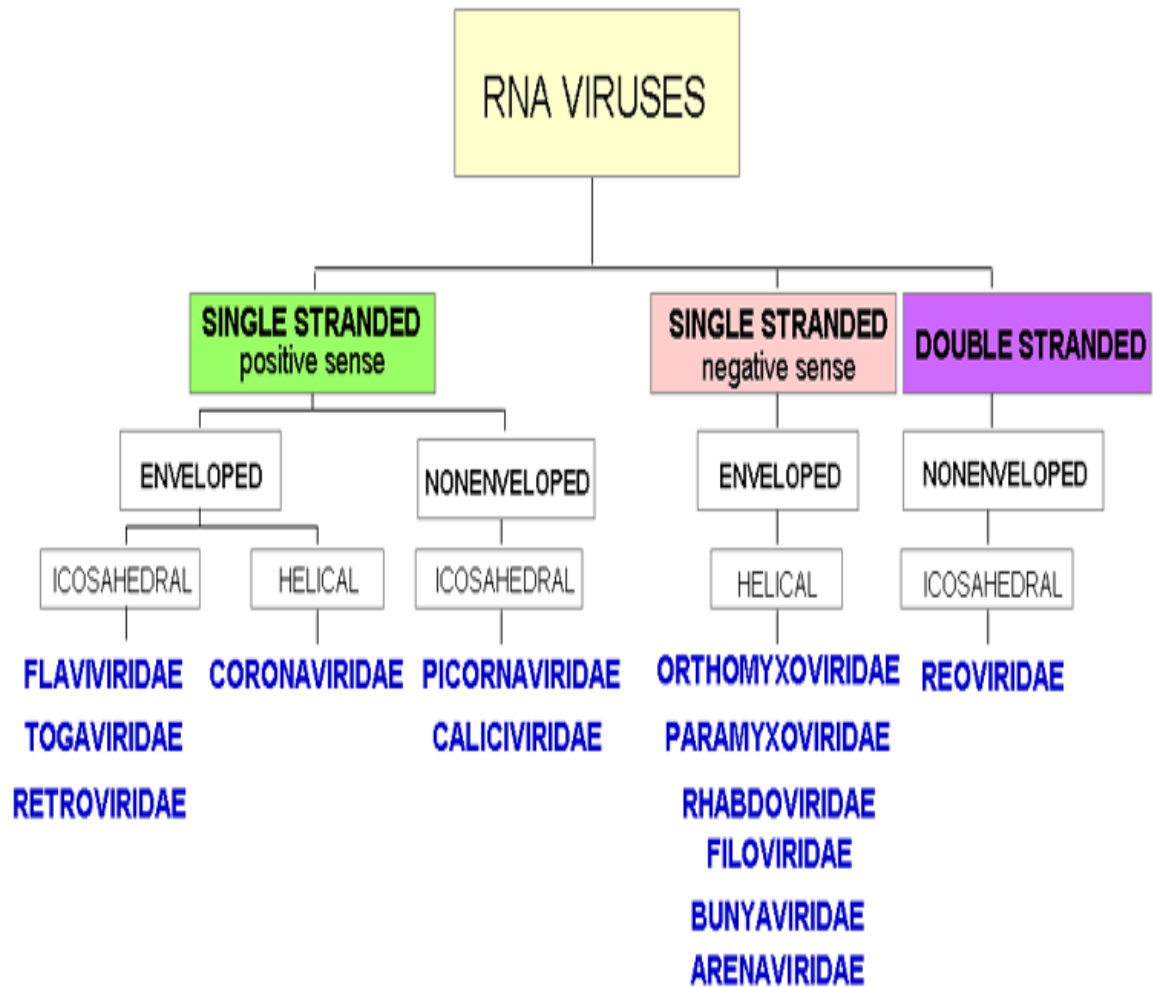 RNA VIRUSES
SINGLE STRANDED
positive sense
SINGLE STRANDED
negative sense
DOUBLE STRANDED
ENVELOPED
NONENVELOPED
ENVELOPED
NONENVELOPED
ICOSAHEDRAL
HELICAL
ICOSAHEDRAL
HELICAL
ICOSAHEDRAL
FLAVIVIRIDAE
TOGAVIRIDAE
RETROVIRIDAE
CORONAVIRIDAE
PICORNAVIRIDAE
CALICIVIRIDAE
ORTHOMYXOVIRIDAE
PARAMYXOVIRIDAE
RHABDOVIRIDAE
FILOVIRIDAE
BUNYAVIRIDAE
ARENAVIRIDAE
REOVIRIDAE